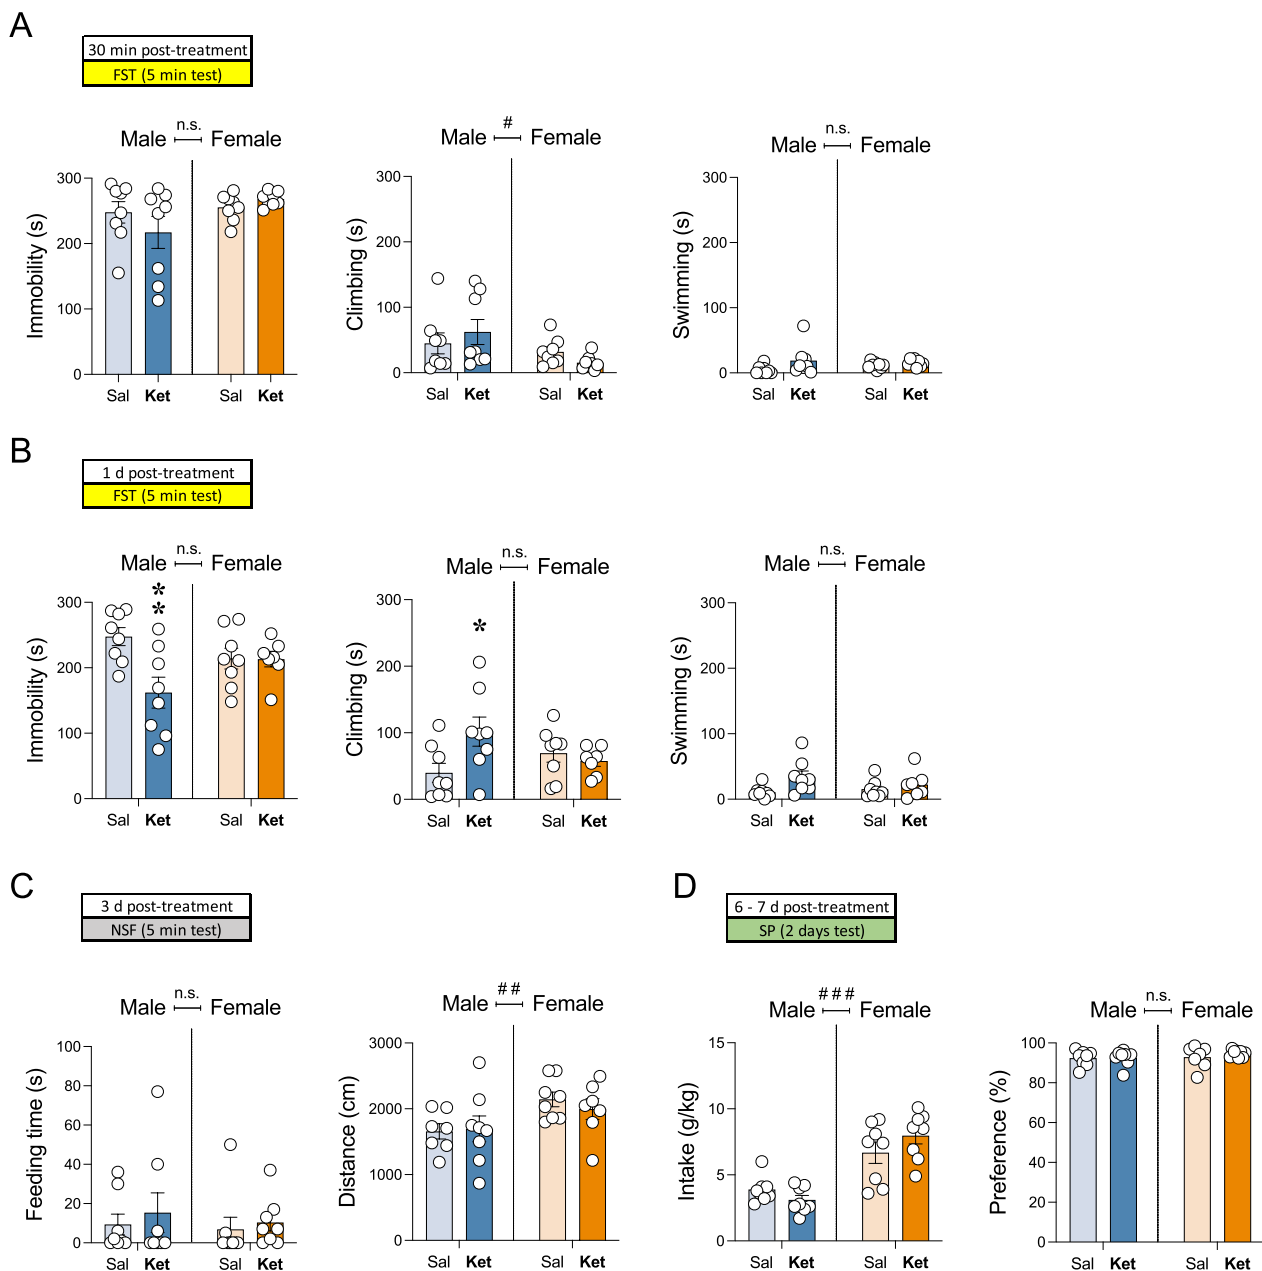 A
30 min post-treatment
FST (5 min test)
Male n.s. Female
Immobility (s)
300
200
100
0
Sal Ket Sal Ket
Male # Female
Climbing (s)
300
200
100
0
Sal Ket Sal Ket
Male n.s. Female
Swimming (s)
300
200
100
0
Sal Ket Sal Ket
B
1 d post-treatment
FST (5 min test)
Male n.s. Female
Immobility (s)
300
200
100
0
*
*
Sal Ket Sal Ket
Male n.s. Female
Climbing (s)
300
200
100
0
*
Sal Ket Sal Ket
Male n.s. Female
Swimming (s)
300
200
100
0
Sal Ket Sal Ket
C
3 d post-treatment
NSF (5 min test)
Male n.s. Female
Feeding time (s)
100
80
60
40
20
0
Sal Ket Sal Ket
Male ## Female
Distance (cm)
3000
2000
1000
0
Sal Ket Sal Ket
D
6 - 7 d post-treatment
SP (2 days test)
Male ### Female
Intake (g/kg)
15
10
5
0
Sal Ket Sal Ket
Male n.s. Female
Preference (%)
100
80
60
40
20
0
Sal Ket Sal Ket